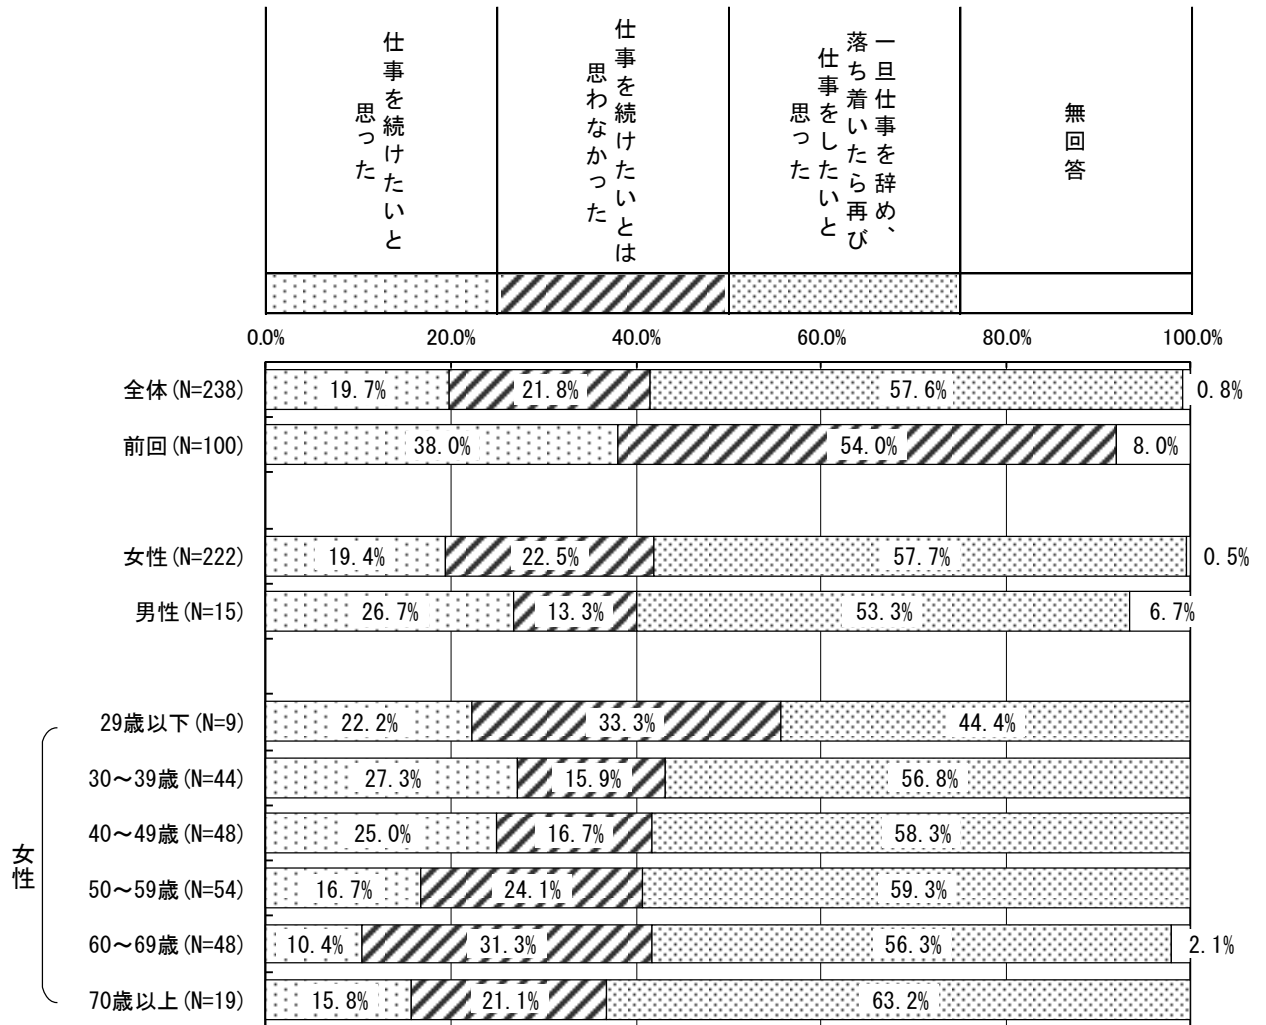 仕事を続けたいと
思った
仕事を続けたいとは
思わなかった
一旦仕事を辞め、
落ち着いたら再び
仕事をしたいと
思った
無回答
0.0% 20.0% 40.0% 60.0% 80.0% 100.0%
全体(N=238) 19.7% 21.8% 57.6% 0.8%
前回(N=100) 38.0% 54.0% 8.0%
女性(N=222) 19.4% 22.5% 57.7% 0.5%
男性(N=15) 26.7% 13.3% 53.3% 6.7%
女性
29歳以下(N=9) 22.2% 33.3% 44.4%
30～39歳(N=44) 27.3% 15.9% 56.8%
40～49歳(N=48) 25.0% 16.7% 58.3%
50～59歳(N=54) 16.7% 24.1% 59.3%
60～69歳(N=48) 10.4% 31.3% 56.3% 2.1%
70歳以上(N=19) 15.8% 21.1% 63.2%